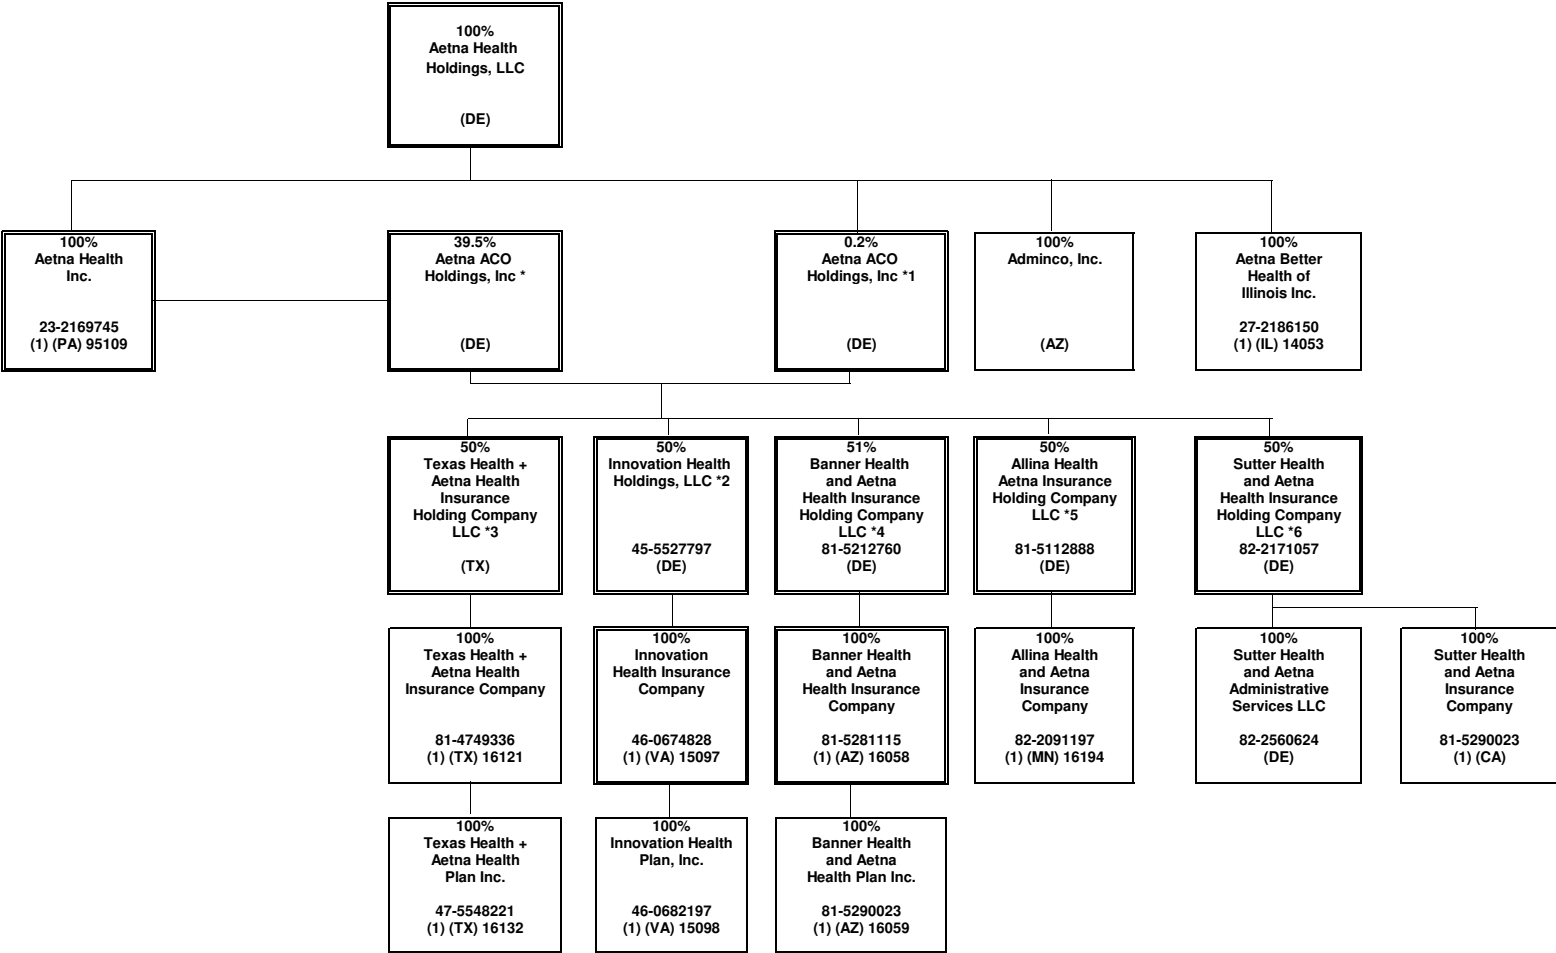 100%
Aetna Health
Holdings, LLC
(DE)
100%
Aetna Health
Inc.
23-2169745
(1) (PA) 95109
39.5%
Aetna ACO
Holdings, Inc *
(DE)
0.2%
Aetna ACO
Holdings, Inc *1
(DE)
100%
Adminco, Inc.
(AZ)
100%
Aetna Better
Health of
Illinois Inc.
27-2186150
(1) (IL) 14053
50%
Texas Health +
Aetna Health
Insurance
Holding Company
LLC *3
(TX)
50%
Innovation Health
Holdings, LLC *2
45-5527797
(DE)
51%
Banner Health
and Aetna
Health Insurance
Holding Company
LLC *4
81-5212760
(DE)
50%
Allina Health
Aetna Insurance
Holding Company
LLC *5
81-5112888
(DE)
50%
Sutter Health
and Aetna
Health Insurance
Holding Company
LLC *6
82-2171057
(DE)
100%
Texas Health +
Aetna Health
Insurance Company
81-4749336
(1) (TX) 16121
100%
Innovation
Health Insurance
Company
46-0674828
(1) (VA) 15097
100%
Banner Health
and Aetna
Health Insurance
Company
81-5281115
(1) (AZ) 16058
100%
Allina Health
and Aetna
Insurance
Company
82-2091197
(1) (MN) 16194
100%
Sutter Health
and Aetna
Administrative
Services LLC
82-2560624
(DE)
100%
Sutter Health
and Aetna
Insurance
Company
81-5290023
(1) (CA)
100%
Texas Health +
Aetna Health
Plan Inc.
47-5548221
(1) (TX) 16132
100%
Innovation Health
Plan, Inc.
46-0682197
(1) (VA) 15098
100%
Banner Health
and Aetna
Health Plan Inc.
81-5290023
(1) (AZ) 16059